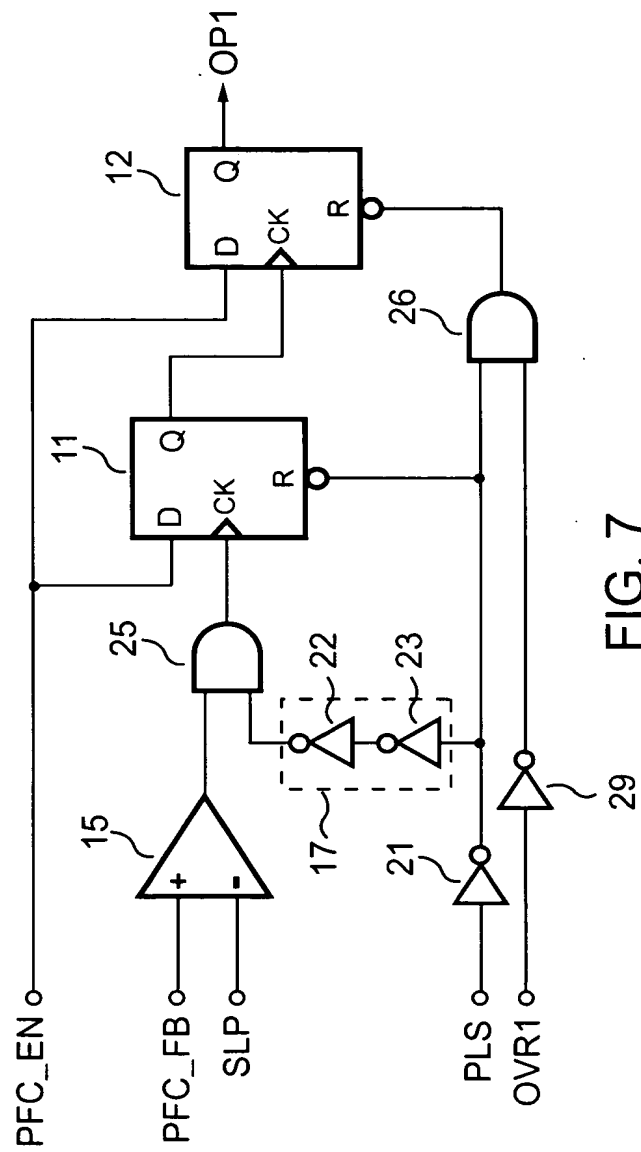 PFC_EN
PFC_FB
SLP
PLS
OVR1
15
+
-
25
17
22
23
21
29
11
D
Q
CK
R
26
12
D
Q
CK
R
OP1
FIG. 7